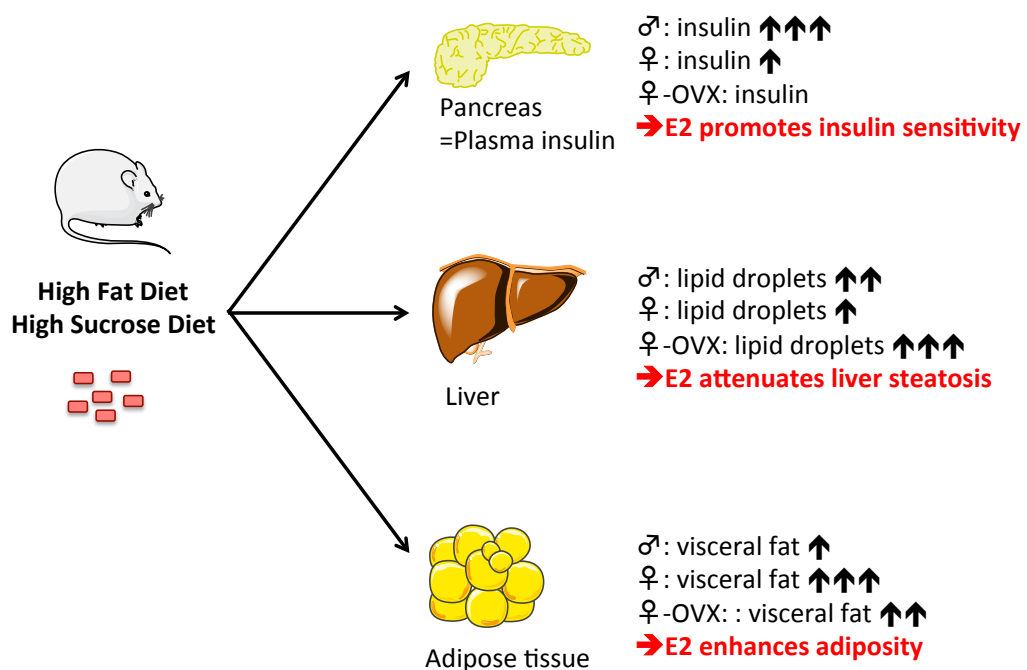 High Fat Diet
High Sucrose Diet
Pancreas
=Plasma insulin
♂: insulin ↑↑↑
♀: insulin ↑
♀-OVX: insulin
➔E2 promotes insulin sensitivity
Liver
♂: lipid droplets ↑↑
♀: lipid droplets ↑
♀-OVX: lipid droplets ↑↑↑
➔E2 attenuates liver steatosis
Adipose tissue
♂: visceral fat ↑
♀: visceral fat ↑↑↑
♀-OVX: : visceral fat ↑↑
➔E2 enhances adiposity